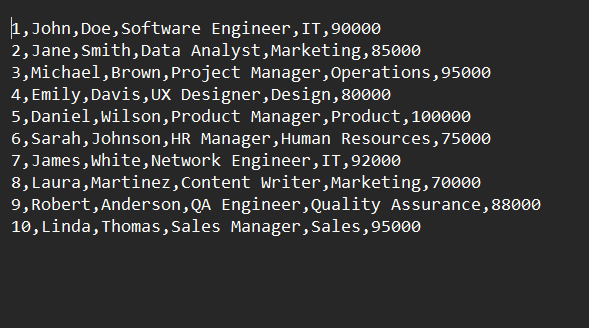 1,John,Doe,Software Engineer,IT,90000
2,Jane,Smith,Data Analyst,Marketing,85000
3,Michael,Brown,Project Manager,Operations,95000
4,Emily,Davis,UX Designer,Design,80000
5,Daniel,Wilson,Product Manager,Product,100000
6,Sarah,Johnson,HR Manager,Human Resources,75000
7,James,White,Network Engineer,IT,92000
8,Laura,Martinez,Content Writer,Marketing,70000
9,Robert,Anderson,QA Engineer,Quality Assurance,88000
10,Linda,Thomas,Sales Manager,Sales,95000